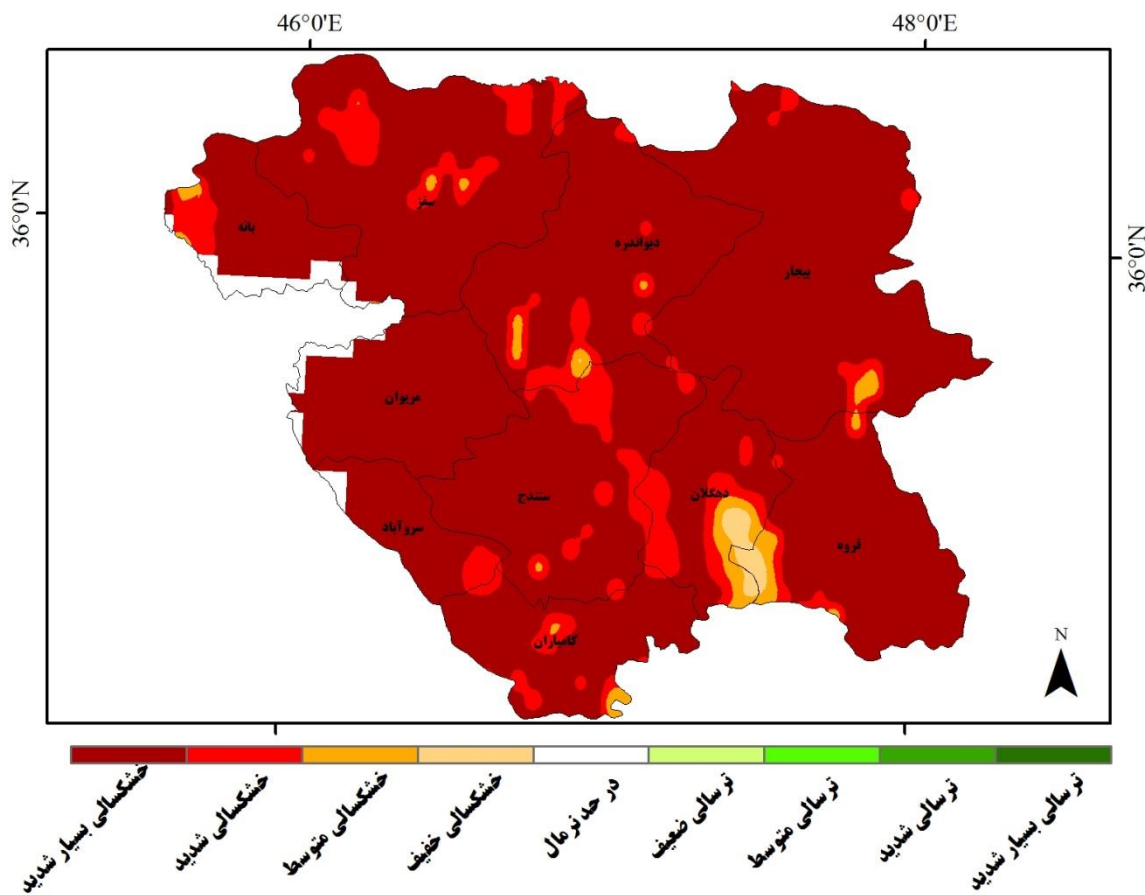 46°0'E
48°0'E
36°0'N
36°0'N
سقز
بانه
دیواندره
بیجار
مریوان
سنندج
دهگلان
سروآباد
قروه
کامیاران
N
خشکسالی بسیار شدید
خشکسالی شدید
خشکسالی متوسط
خشکسالی خفیف
در حد نرمال
ترسالی ضعیف
ترسالی متوسط
ترسالی شدید
ترسالی بسیار شدید